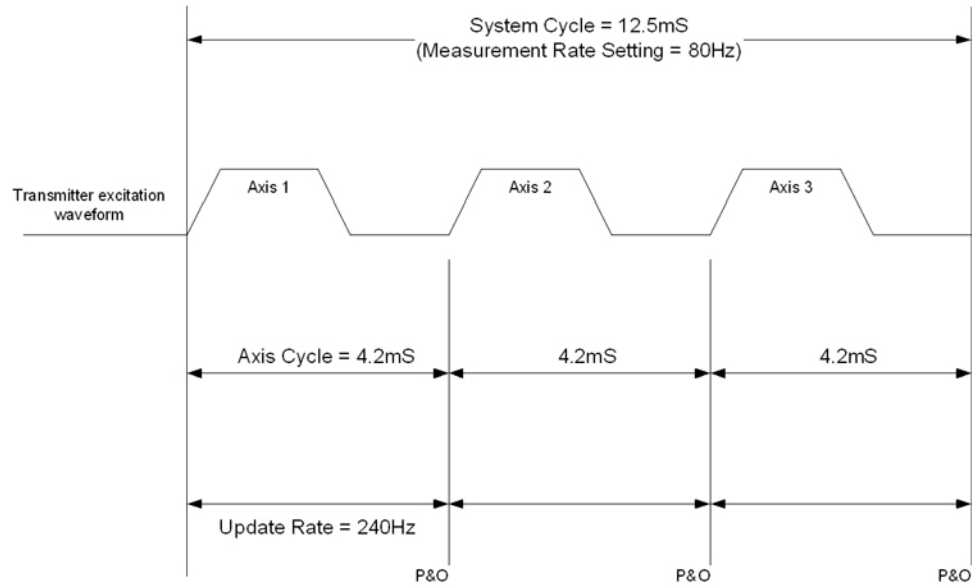 System Cycle = 12.5mS
(Measurement Rate Setting = 80Hz)
Transmitter excitation
waveform
Axis 1
Axis 2
Axis 3
Axis Cycle = 4.2mS
4.2mS
4.2mS
Update Rate = 240Hz
P&O
P&O
P&O